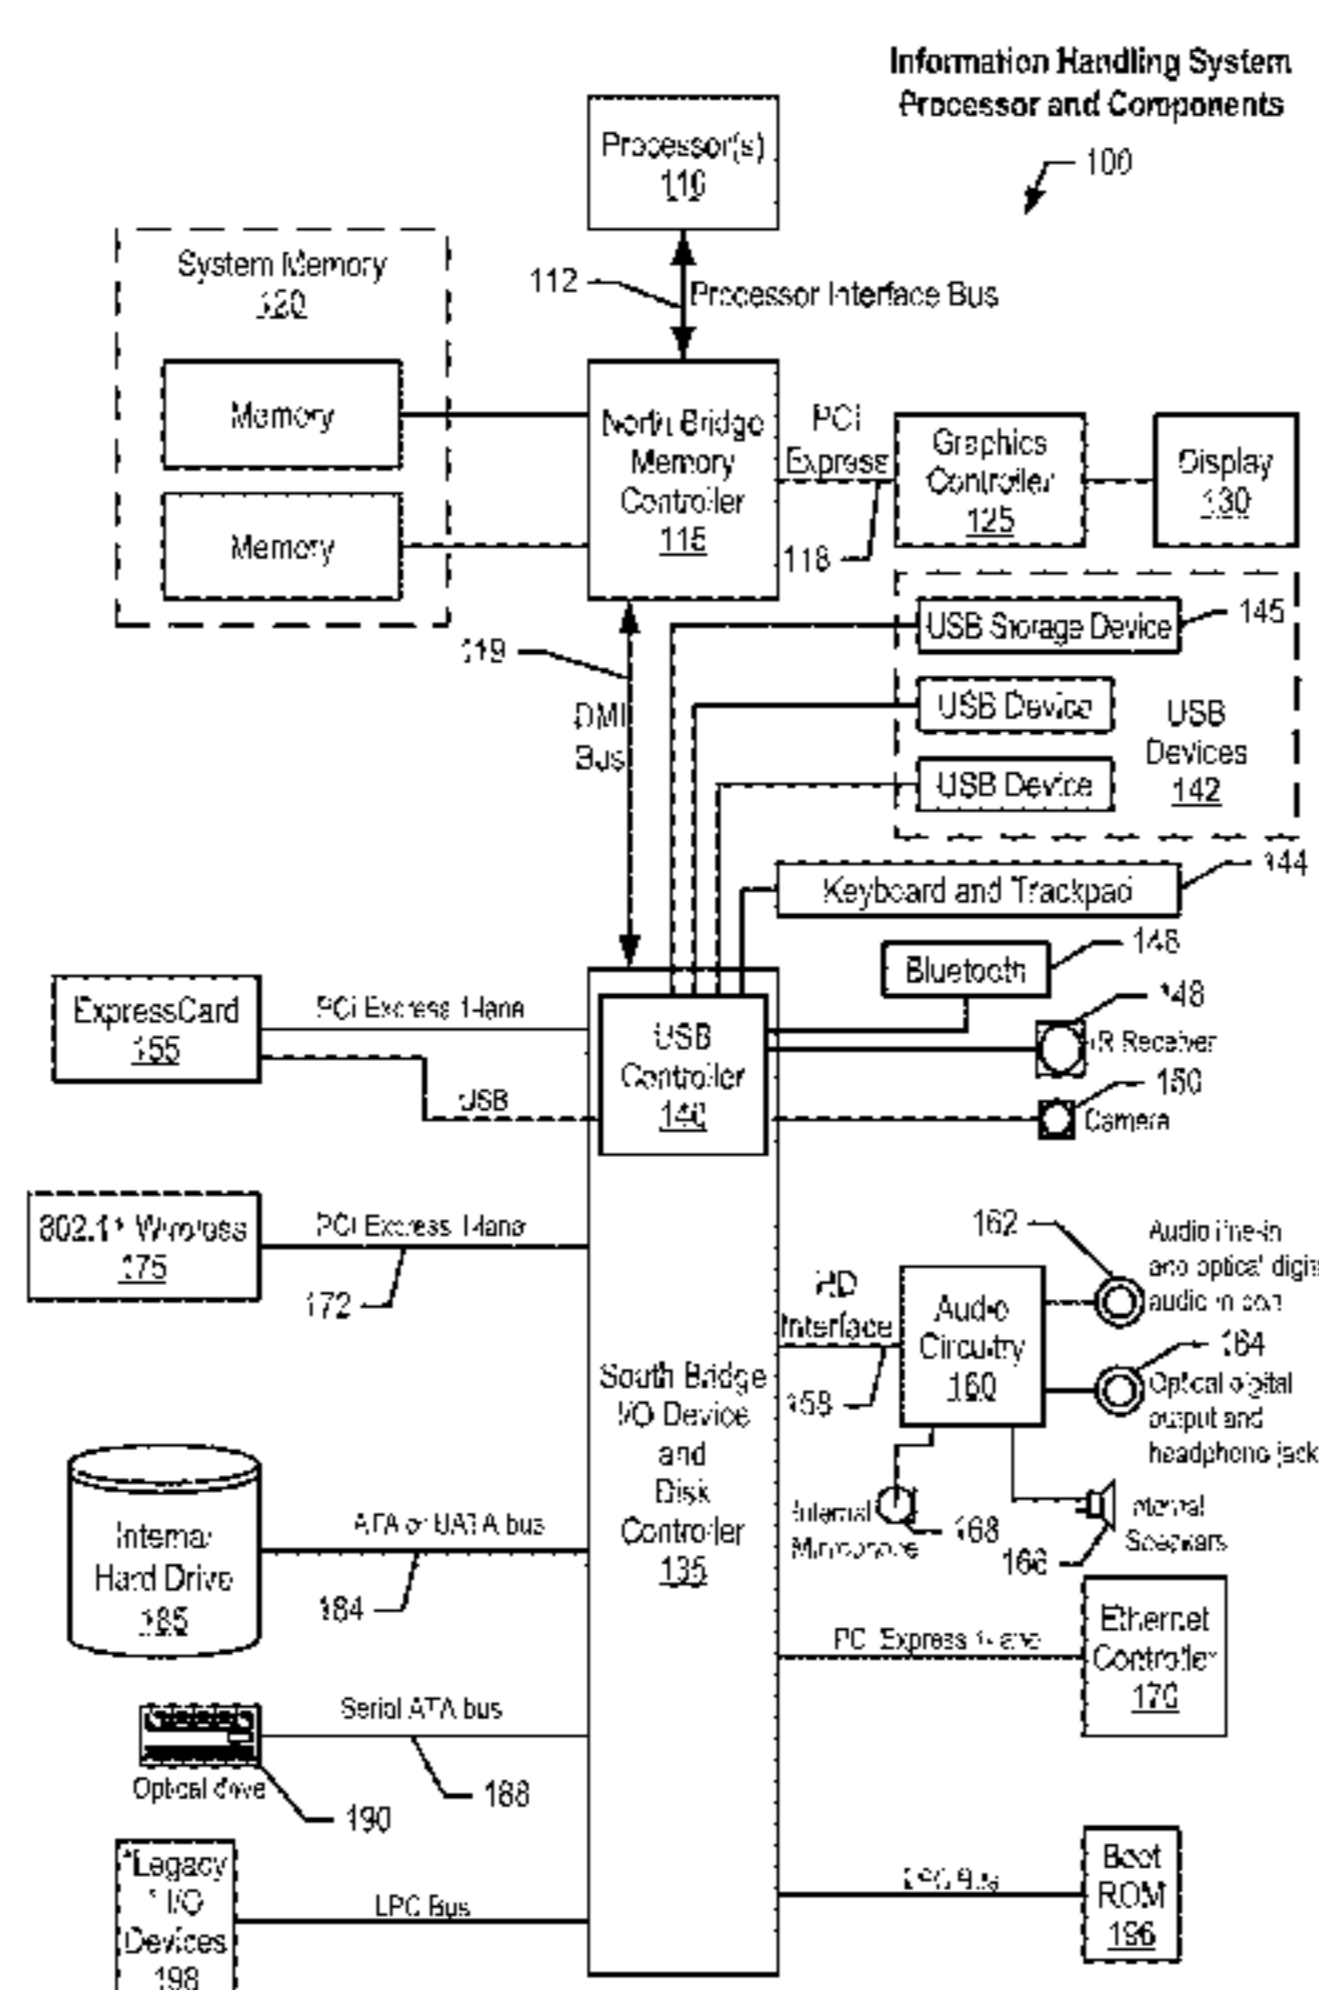 Information Handling System
Processor and Components
100
Processor(s)
110
System Memory
120
112
Processor Interface Bus
Memory
Memory
North Bridge
Memory
Controller
115
PCI
Express
118
Graphics
Controller
125
Display
130
119
DMI
Bus
USB Storage Device
145
USB Device
USB Device
USB
Devices
142
Keyboard and Trackpad
144
Bluetooth
146
148
IR Receiver
150
Camera
ExpressCard
155
PCI Express 1-lane
USB
USB
Controller
140
802.11 Wireless
175
PCI Express 1-lane
172
162
Audio line-in
and optical digit
audio in port
HD
Interface
158
Audio
Circuitry
160
164
Optical digital
output and
headphone jack
South Bridge
I/O Device
and
Disk
Controller
135
Internal
Microphone
168
166
Internal
Speakers
Internal
Hard Drive
185
ATA or UATA bus
184
PCI Express 1-lane
Ethernet
Controller
170
Serial ATA bus
188
Optical drive
190
"Legacy
" I/O
Devices
198
LPC Bus
LPC Bus
Boot
ROM
196